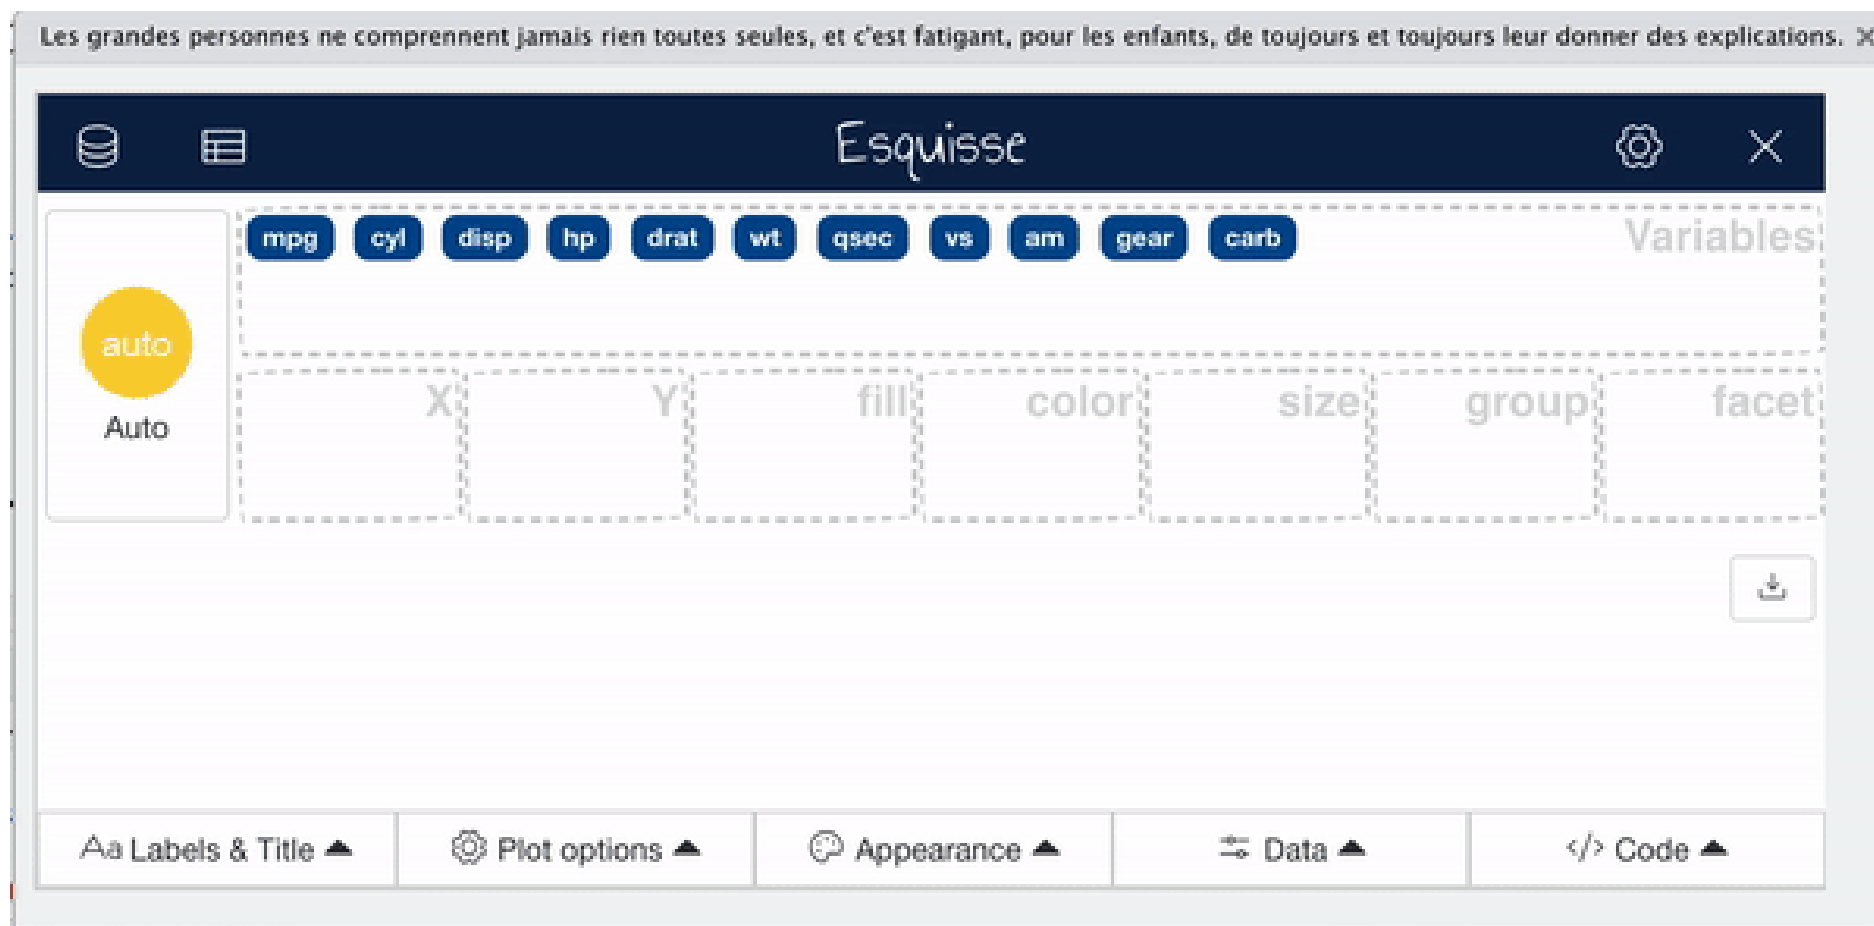 Les grandes personnes ne comprennent jamais rien toutes seules, et c'est fatigant, pour les enfants, de toujours et toujours leur donner des explications.
Esquisse
mpg cyl disp hp drat wt qsec vs am gear carb Variables
auto
Auto
X Y fill color size group facet
Aa Labels & Title Plot options Appearance Data </> Code